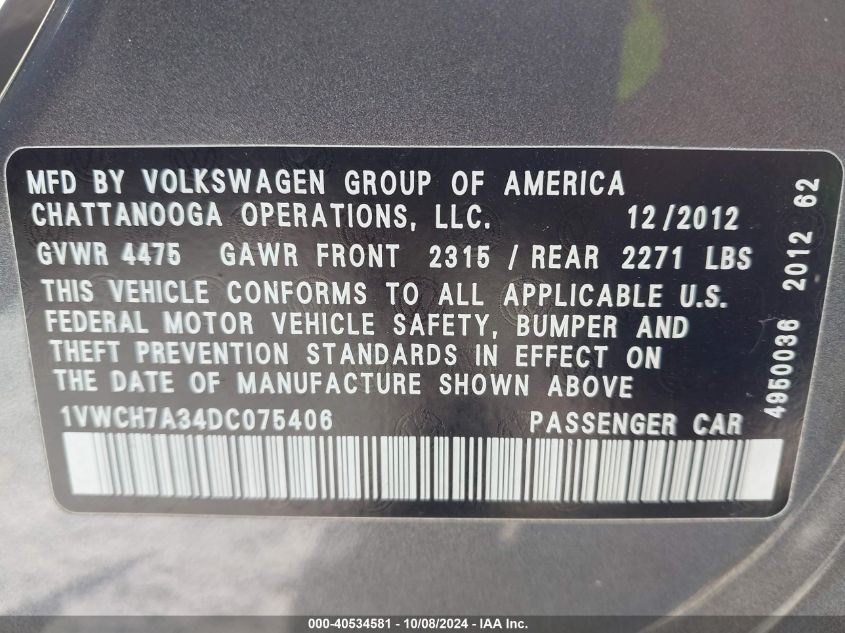 MFD BY VOLKSWAGEN GROUP OF AMERICA
CHATTANOOGA OPERATIONS, LLC. 12/2012
GVWR 4475 GAWR FRONT 2315 / REAR 2271 LBS
THIS VEHICLE CONFORMS TO ALL APPLICABLE U.S.
FEDERAL MOTOR VEHICLE SAFETY, BUMPER AND
THEFT PREVENTION STANDARDS IN EFFECT ON
THE DATE OF MANUFACTURE SHOWN ABOVE
1VWCH7A34DC075406 PASSENGER CAR
4950036 2012 62
000-40534581 - 10/08/2024 - IAA Inc.